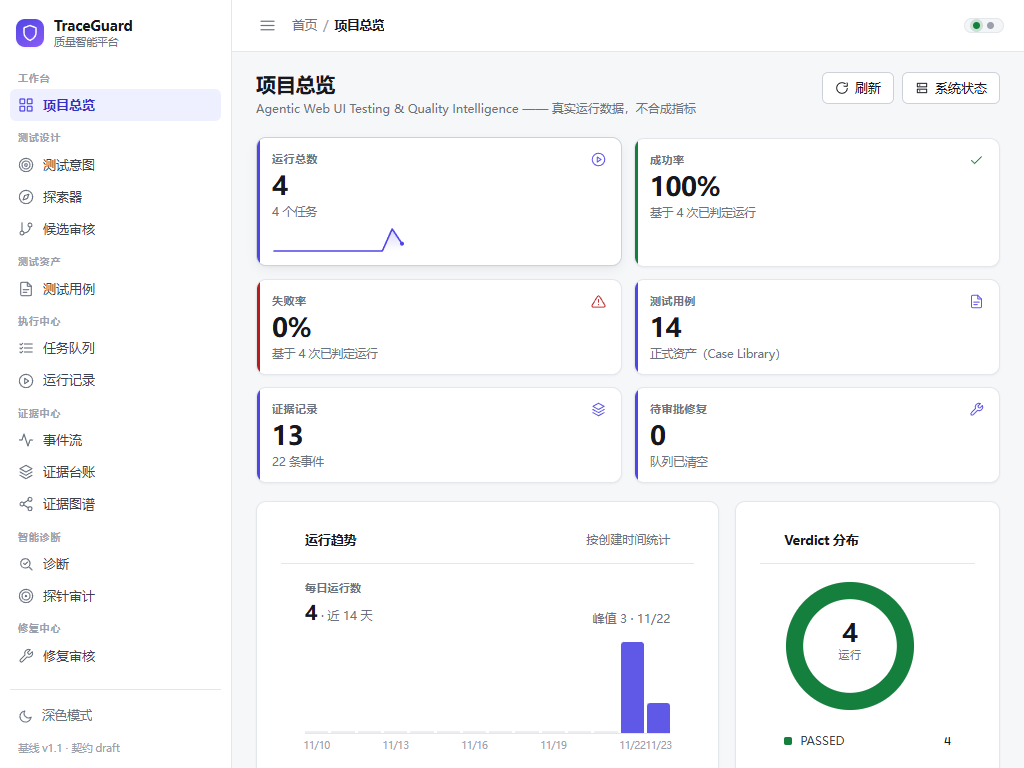 TraceGuard
质量智能平台
工作台
项目总览
测试设计
测试意图
探索器
候选审核
测试资产
测试用例
执行中心
任务队列
运行记录
证据中心
事件流
证据台账
证据图谱
智能诊断
诊断
探针审计
修复中心
修复审核
深色模式
基线 v1.1 · 契约 draft
首页 / 项目总览
项目总览
Agentic Web UI Testing & Quality Intelligence —— 真实运行数据，不合成指标
刷新
系统状态
运行总数
4
4 个任务
成功率
100%
基于 4 次已判定运行
失败率
0%
基于 4 次已判定运行
测试用例
14
正式资产（Case Library）
证据记录
13
22 条事件
待审批修复
0
队列已清空
运行趋势
按创建时间统计
每日运行数
4 · 近 14 天
峰值 3 · 11/22
11/10 11/13 11/16 11/19 11/22 11/23
Verdict 分布
4
运行
PASSED 4